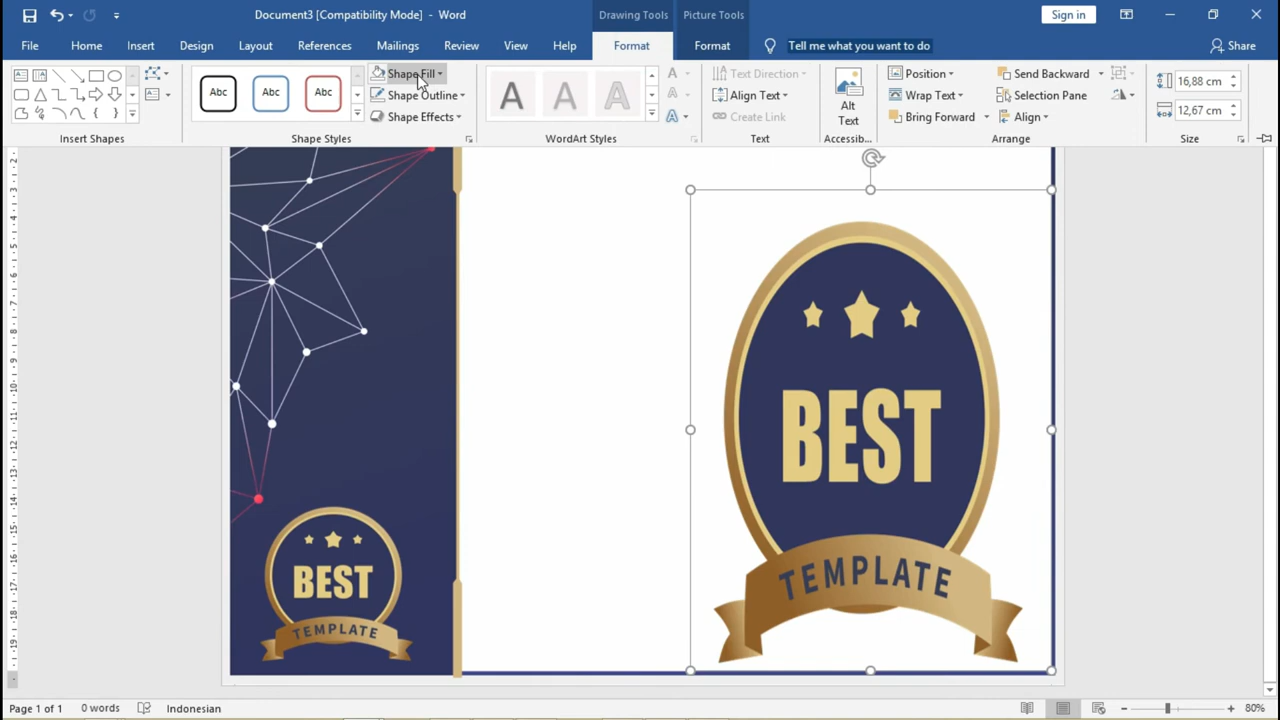 Document3 [Compatibility Mode] - Word
Drawing Tools
Picture Tools
Sign in
File
Home
Insert
Design
Layout
References
Mailings
Review
View
Help
Format
Format
Tell me what you want to do
Share
Insert Shapes
Abc
Abc
Abc
Shape Fill
Shape Outline
Shape Effects
Shape Styles
A
A
A
WordArt Styles
Text Direction
Align Text
Create Link
Text
Alt
Text
Accessib...
Position
Wrap Text
Bring Forward
Send Backward
Selection Pane
Align
Arrange
16,88 cm
12,67 cm
Size
BEST
TEMPLATE
BEST
TEMPLATE
Page 1 of 1
0 words
Indonesian
80%